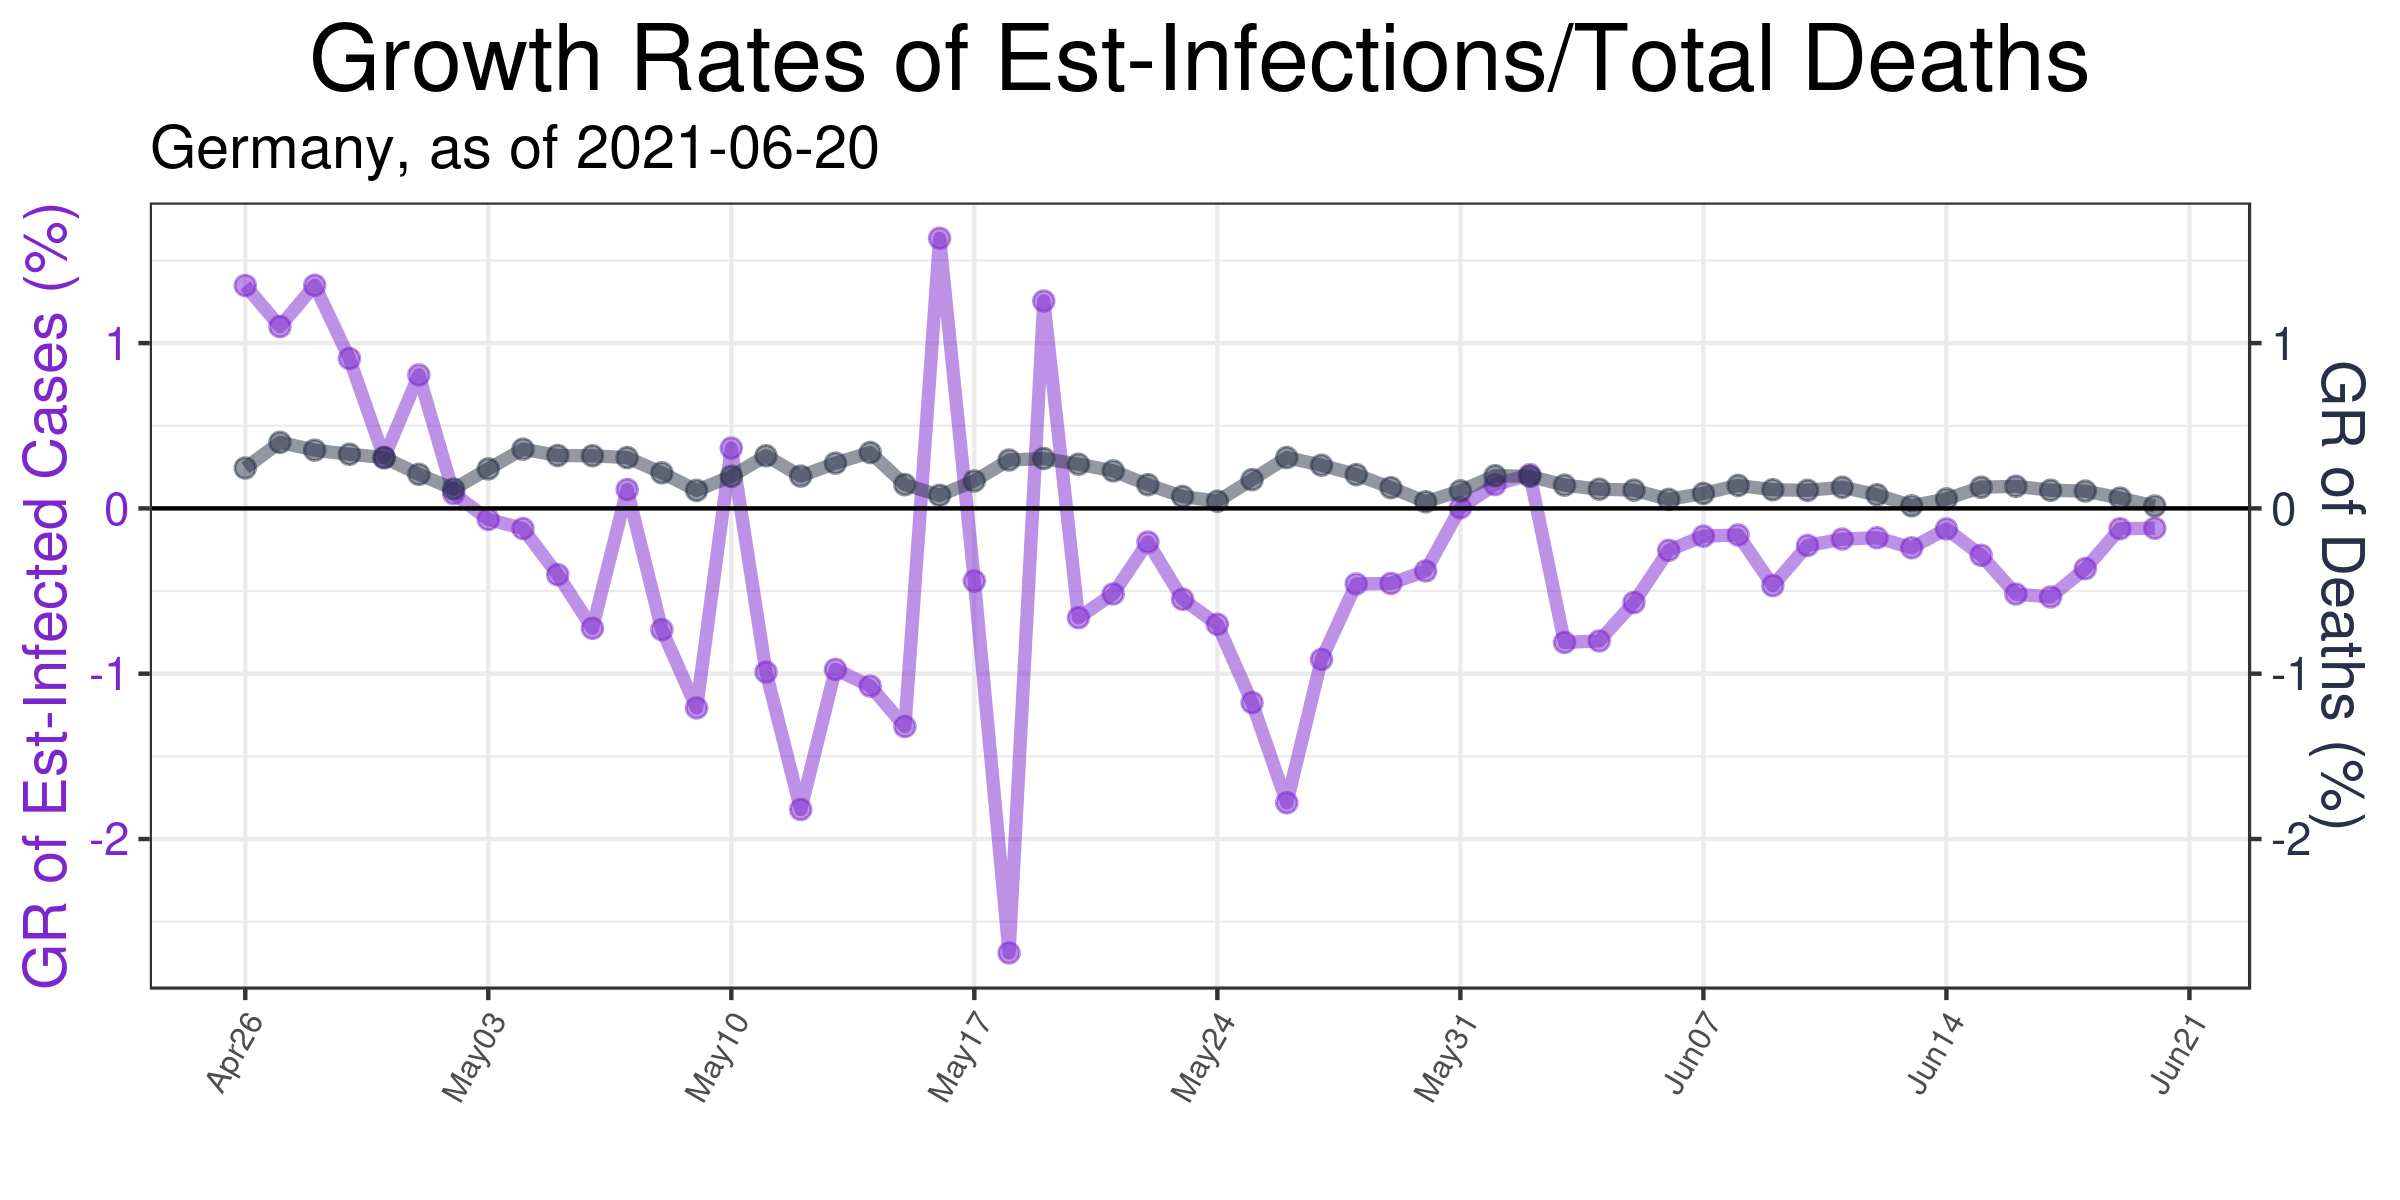 Growth Rates of Est-Infections/Total Deaths
Germany, as of 2021-06-20
GR of Est-Infected Cases (%)
1
0
-1
-2
1
0
-1
-2
GR of Deaths (%)
Apr26
May03
May10
May17
May24
May31
Jun07
Jun14
Jun21